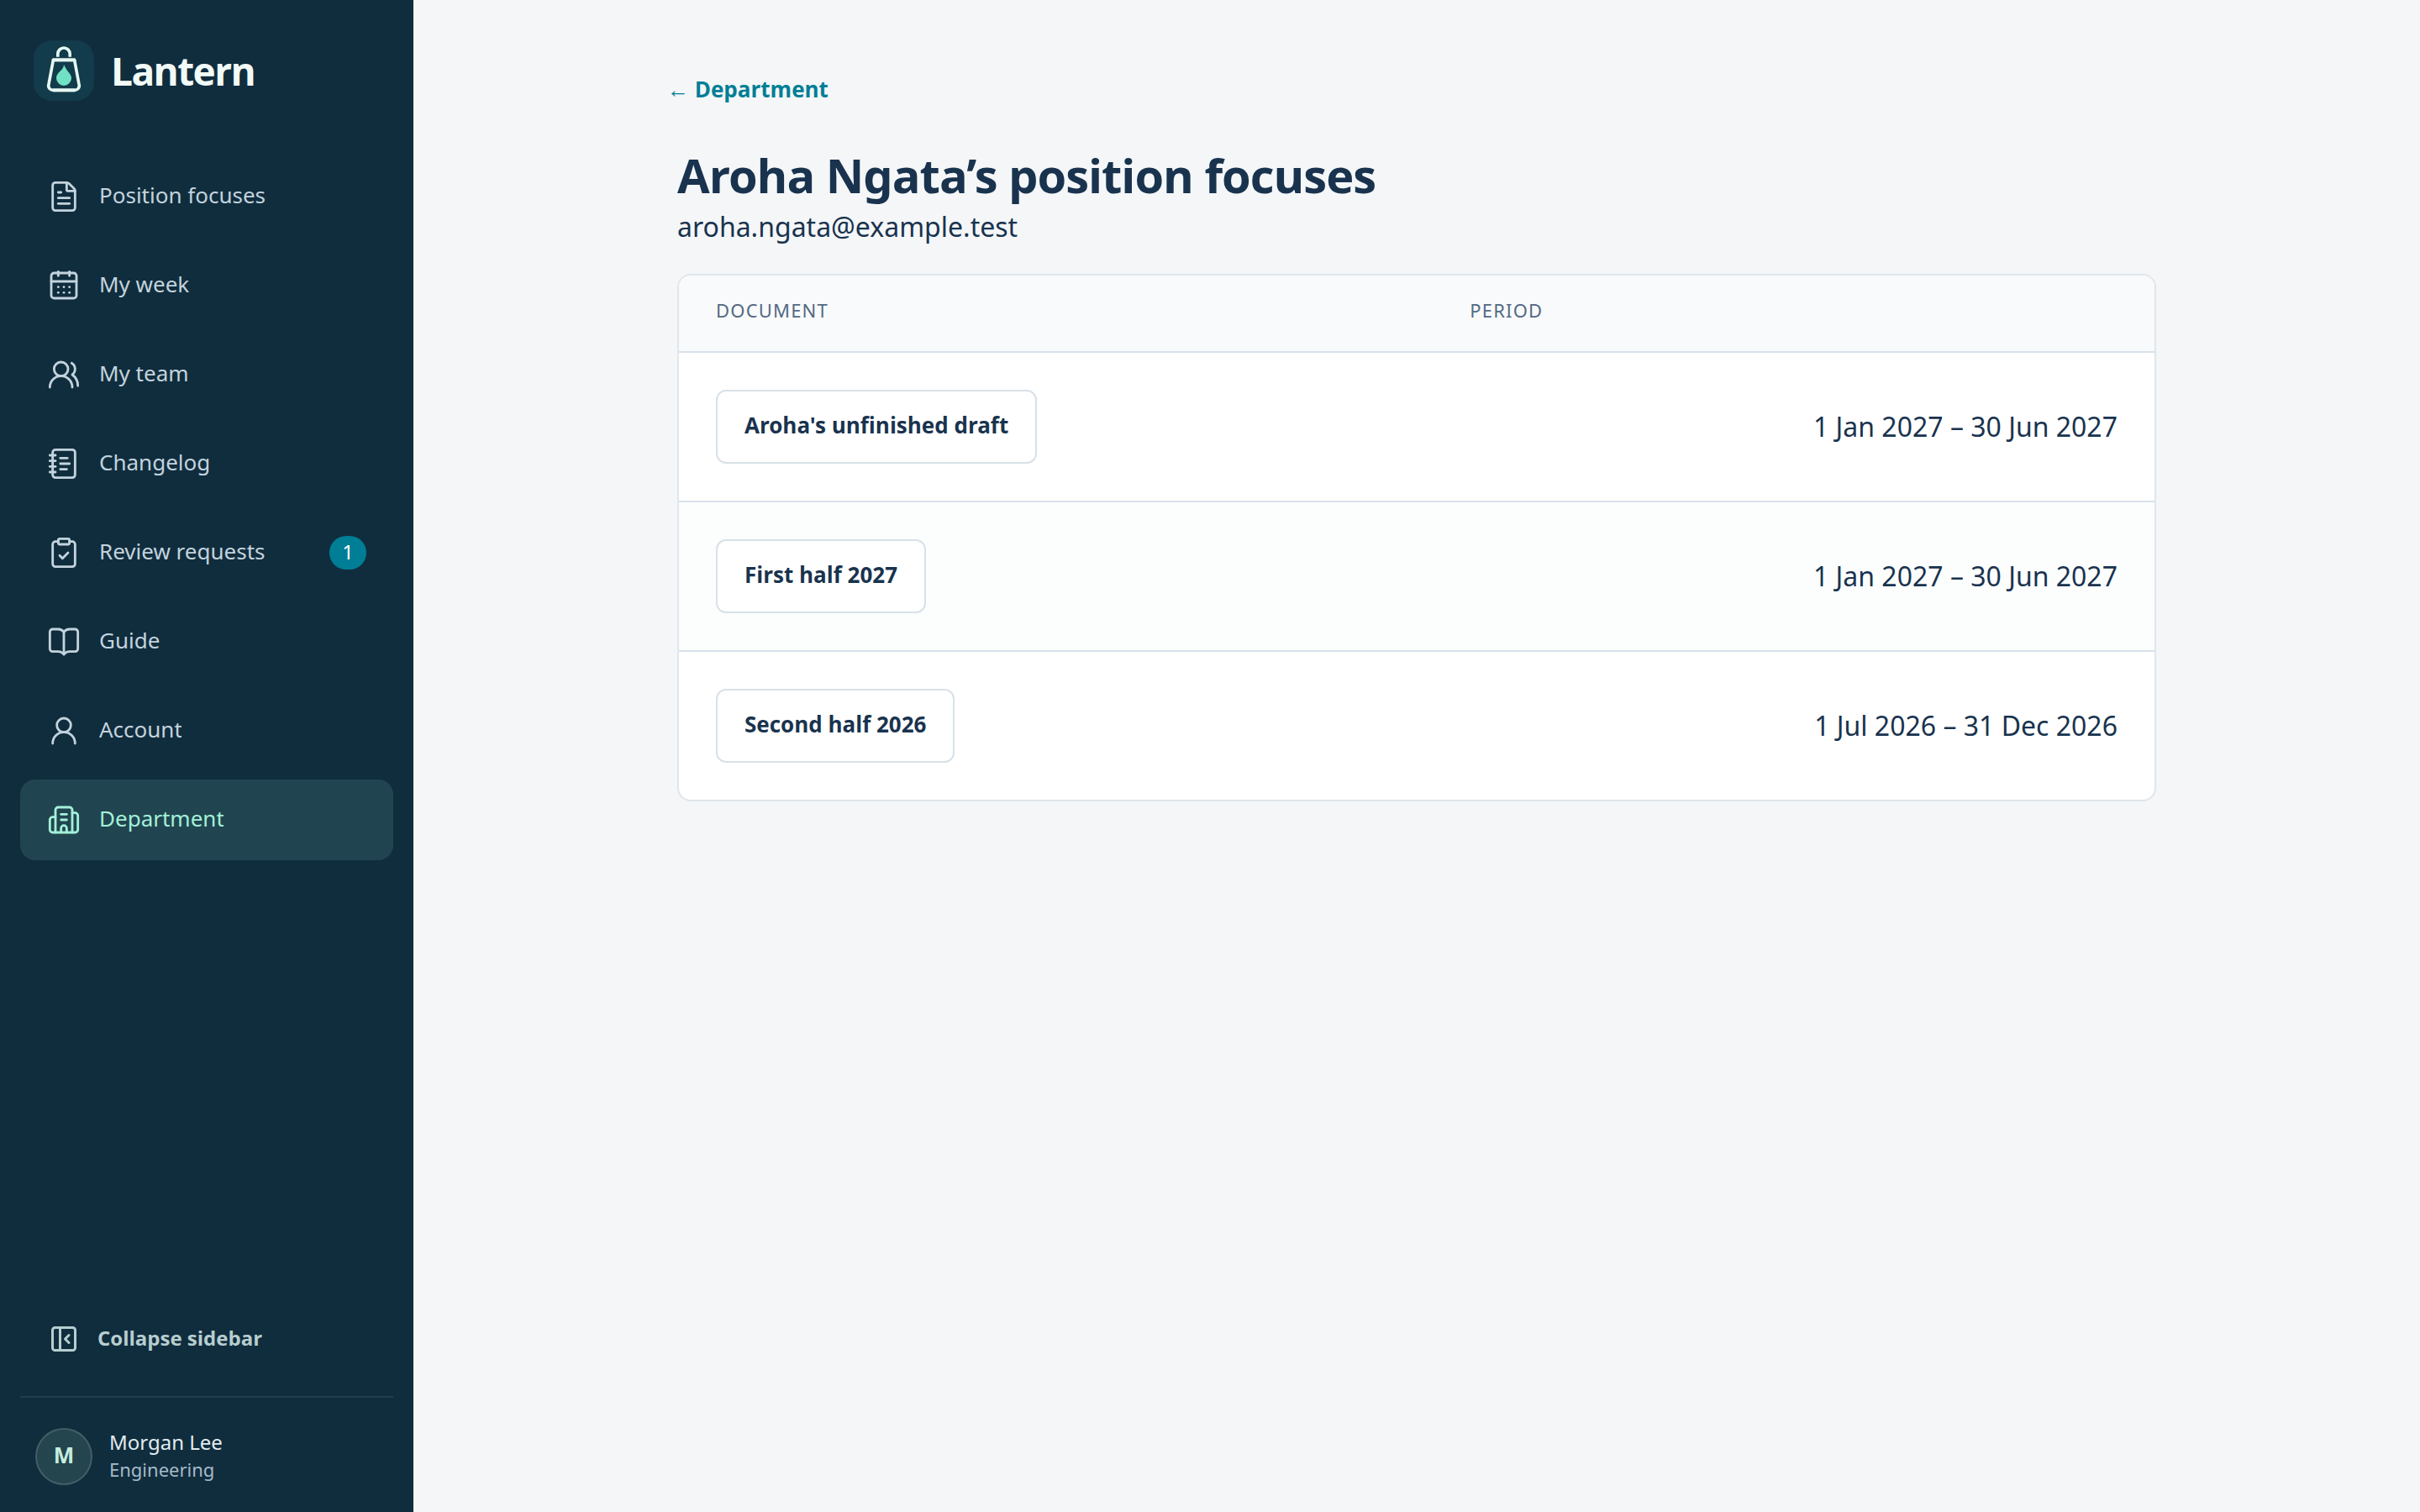 Lantern
Position focuses
My week
My team
Changelog
Review requests 1
Guide
Account
Department
Collapse sidebar
M
Morgan Lee
Engineering
← Department
Aroha Ngata’s position focuses
aroha.ngata@example.test
DOCUMENT PERIOD
Aroha's unfinished draft 1 Jan 2027 – 30 Jun 2027
First half 2027 1 Jan 2027 – 30 Jun 2027
Second half 2026 1 Jul 2026 – 31 Dec 2026